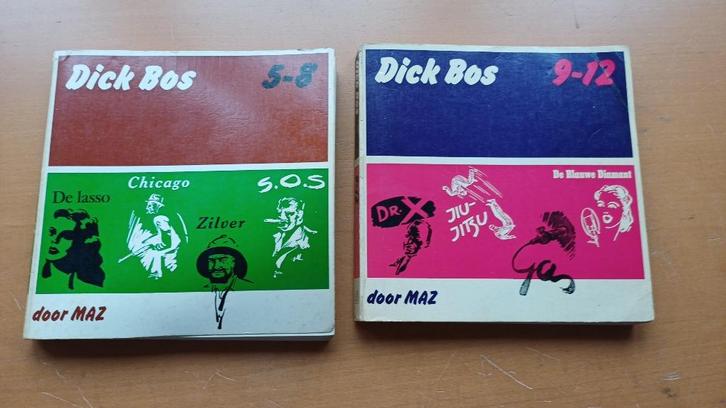 Dick Bos 5-8
De lasso
Chicago
Zilver
S.O.S
door MAZ
Dick Bos 9-12
DR X
JIU-
JITSU
Gas
De Blauwe Diamant
door MAZ